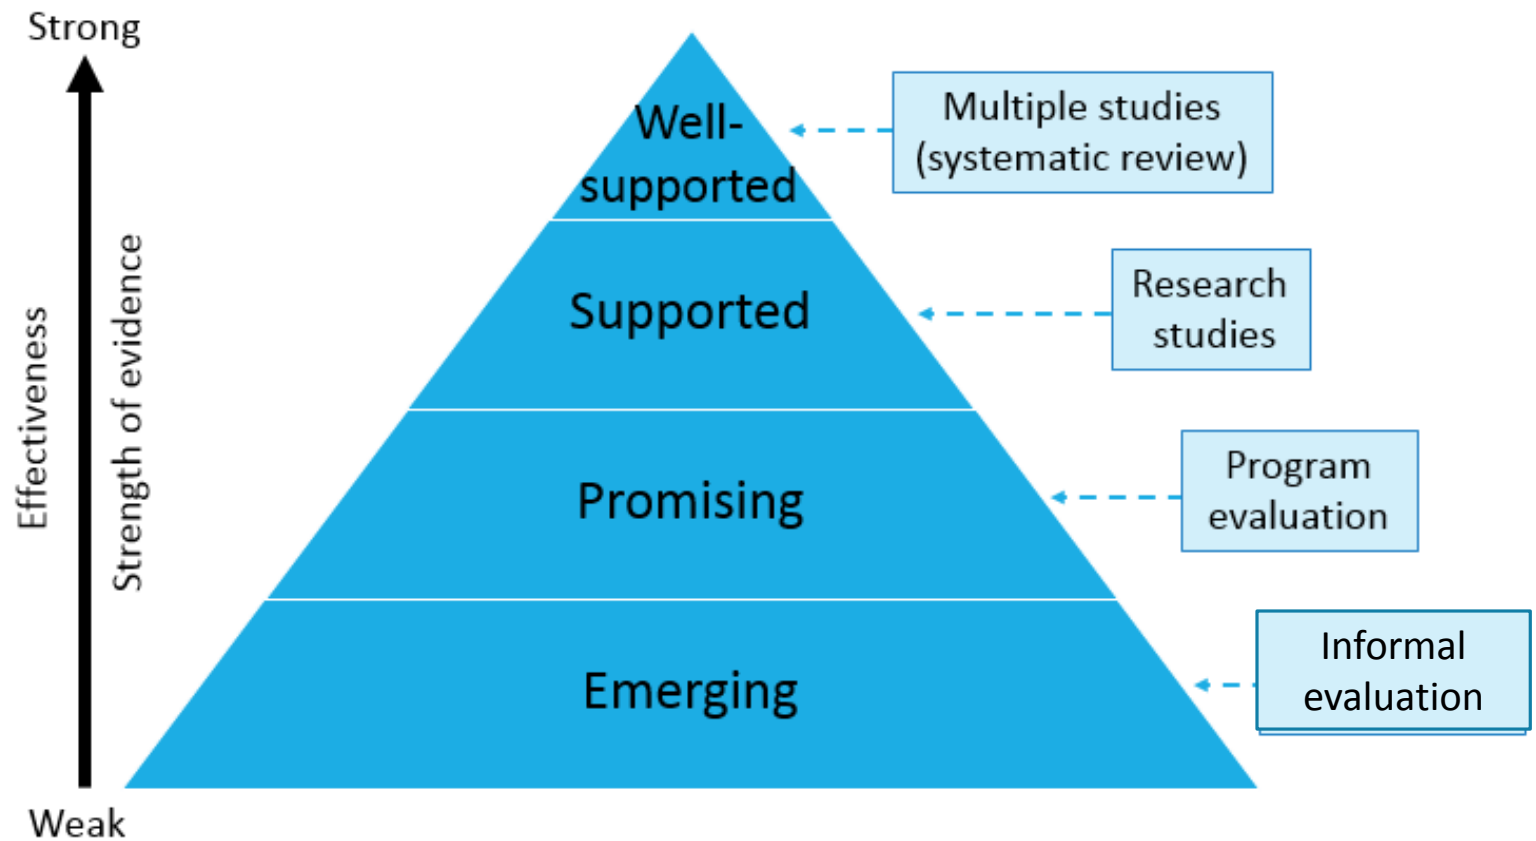 Strong
Effectiveness
Strength of evidence
Weak
Well-
supported
Multiple studies
(systematic review)
Supported
Research
studies
Promising
Program
evaluation
Emerging
Informal
evaluation